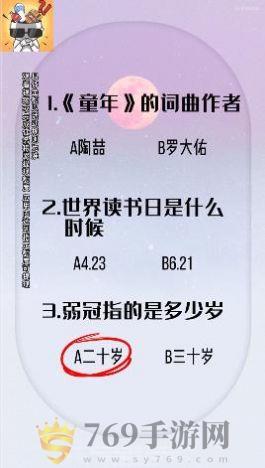 1.《童年》的词曲作者
A陶喆
B罗大佑
2.世界读书日是什么
时候
A4.23
B6.21
3.弱冠指的是多少岁
A二十岁
B三十岁
769手游网
www.sy769.com